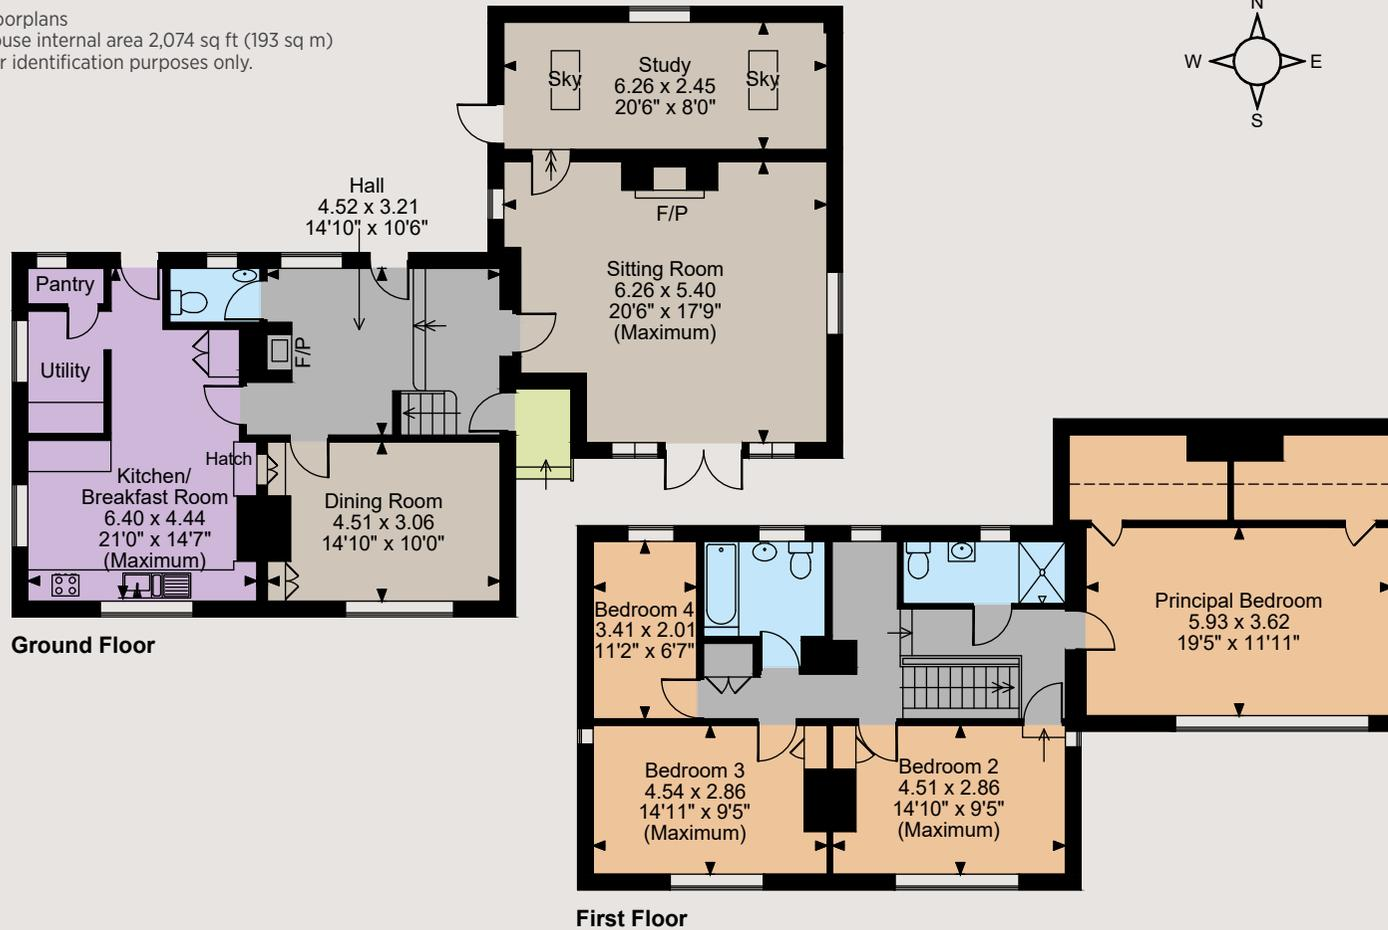 orplans
use internal area 2,074 sq ft (193 sq m)
r identification purposes only.
N
W
E
S
Sky
Study
6.26 x 2.45
20'6" x 8'0"
Sky
Hall
4.52 x 3.21
14'10" x 10'6"
F/P
Sitting Room
6.26 x 5.40
20'6" x 17'9"
(Maximum)
Pantry
Utility
F/P
Hatch
Kitchen/
Breakfast Room
6.40 x 4.44
21'0" x 14'7"
(Maximum)
Dining Room
4.51 x 3.06
14'10" x 10'0"
Ground Floor
Bedroom 4
3.41 x 2.01
11'2" x 6'7"
Principal Bedroom
5.93 x 3.62
19'5" x 11'11"
Bedroom 3
4.54 x 2.86
14'11" x 9'5"
(Maximum)
Bedroom 2
4.51 x 2.86
14'10" x 9'5"
(Maximum)
First Floor